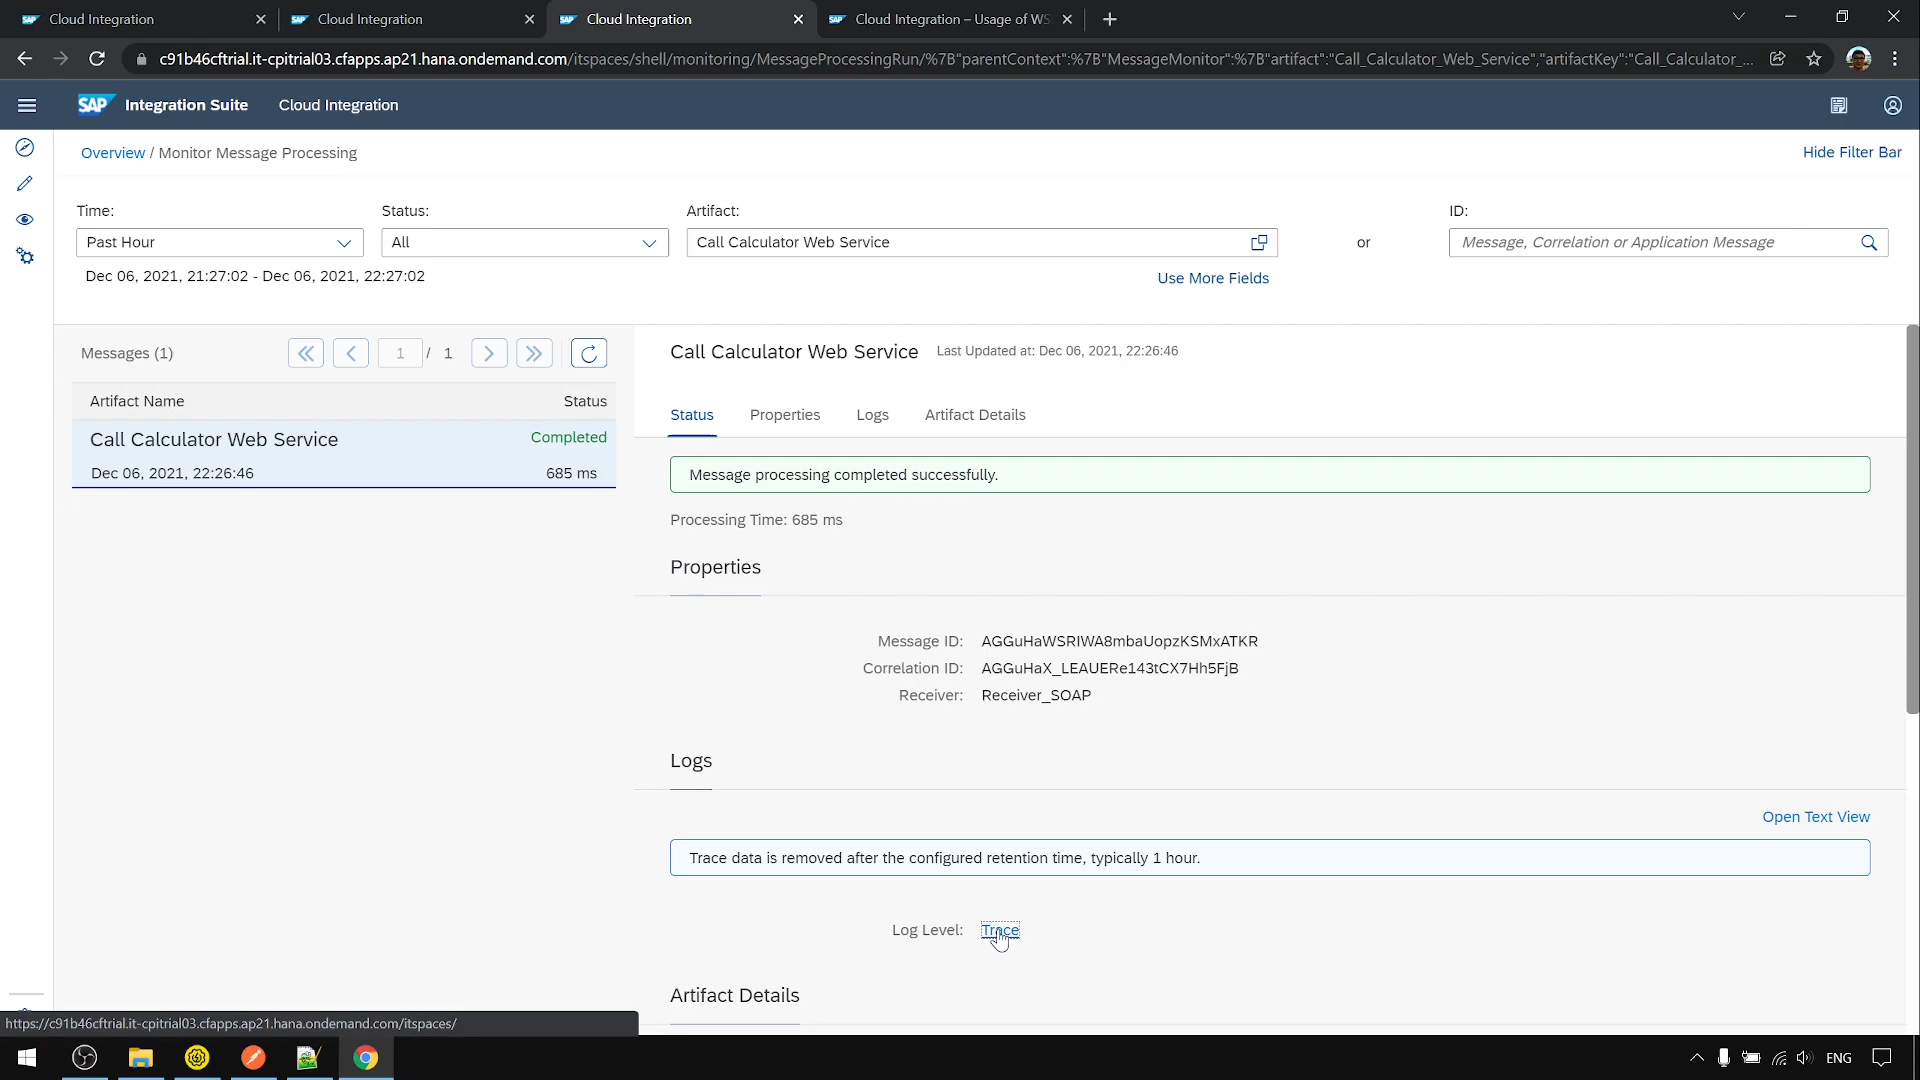 Cloud Integration
Cloud Integration
Cloud Integration
Cloud Integration – Usage of WS
c91b46cftrial.it-cpitrial03.cfapps.ap21.hana.ondemand.com/itspaces/shell/monitoring/MessageProcessingRun/%7B"parentContext":%7B"MessageMonitor":%7B"artifact":"Call_Calculator_Web_Service","artifactKey":"Call_Calculator_...
SAP Integration Suite Cloud Integration
Overview / Monitor Message Processing
Hide Filter Bar
Time: Status: Artifact: ID:
Past Hour All Call Calculator Web Service or Message, Correlation or Application Message
Dec 06, 2021, 21:27:02 - Dec 06, 2021, 22:27:02
Use More Fields
Messages (1) 1 / 1
Artifact Name Status
Call Calculator Web Service Completed
Dec 06, 2021, 22:26:46 685 ms
Call Calculator Web Service Last Updated at: Dec 06, 2021, 22:26:46
Status Properties Logs Artifact Details
Message processing completed successfully.
Processing Time: 685 ms
Properties
Message ID: AGGuHaWSRIWA8mbaUopzKSMxATKR
Correlation ID: AGGuHaX_LEAUERe143tCX7Hh5FjB
Receiver: Receiver_SOAP
Logs
Open Text View
Trace data is removed after the configured retention time, typically 1 hour.
Log Level: Trace
Artifact Details
https://c91b46cftrial.it-cpitrial03.cfapps.ap21.hana.ondemand.com/itspaces/
ENG